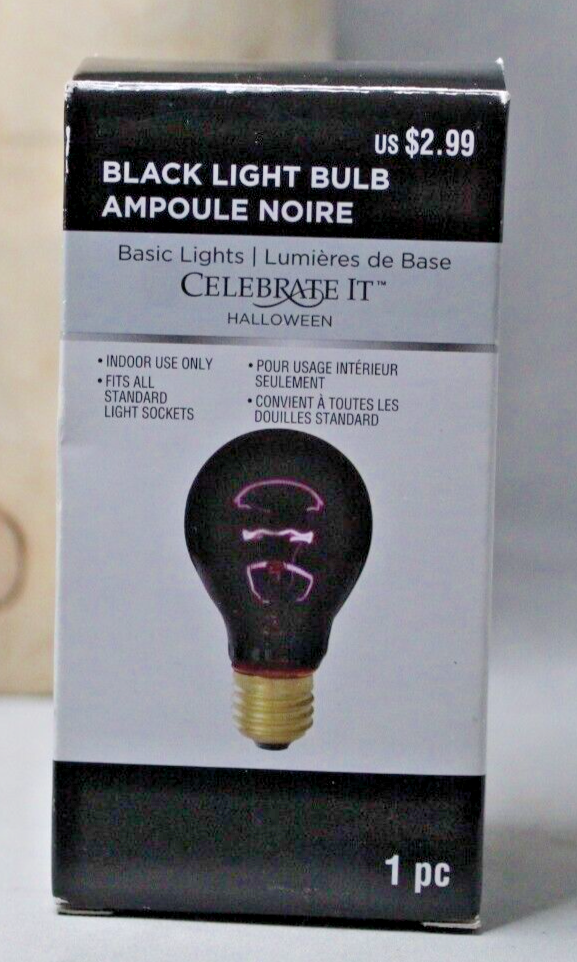 US $2.99
BLACK LIGHT BULB
AMPOULE NOIRE
Basic Lights | Lumières de Base
CELEBRATE IT™
HALLOWEEN
• INDOOR USE ONLY
• FITS ALL
STANDARD
LIGHT SOCKETS
• POUR USAGE INTÉRIEUR
SEULEMENT
• CONVIENT À TOUTES LES
DOUILLES STANDARD
1 pc